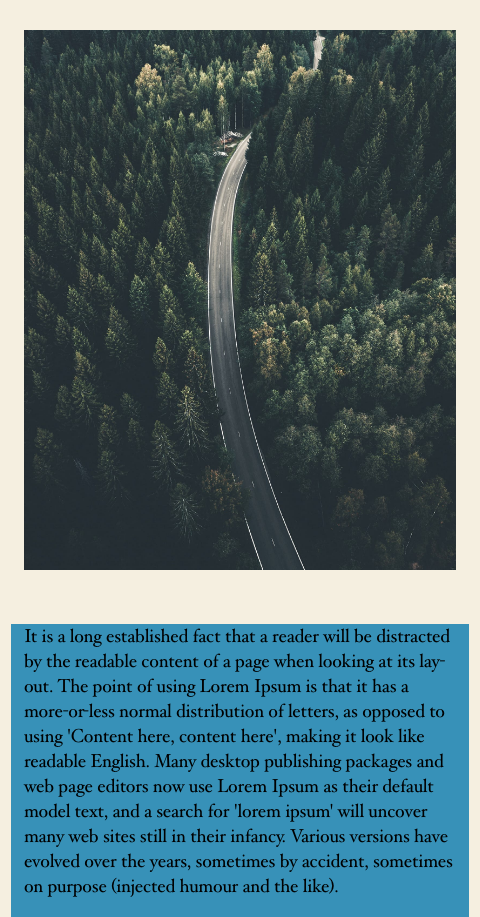 It is a long established fact that a reader will be distracted
by the readable content of a page when looking at its lay-
out. The point of using Lorem Ipsum is that it has a
more-or-less normal distribution of letters, as opposed to
using 'Content here, content here', making it look like
readable English. Many desktop publishing packages and
web page editors now use Lorem Ipsum as their default
model text, and a search for 'lorem ipsum' will uncover
many web sites still in their infancy. Various versions have
evolved over the years, sometimes by accident, sometimes
on purpose (injected humour and the like).